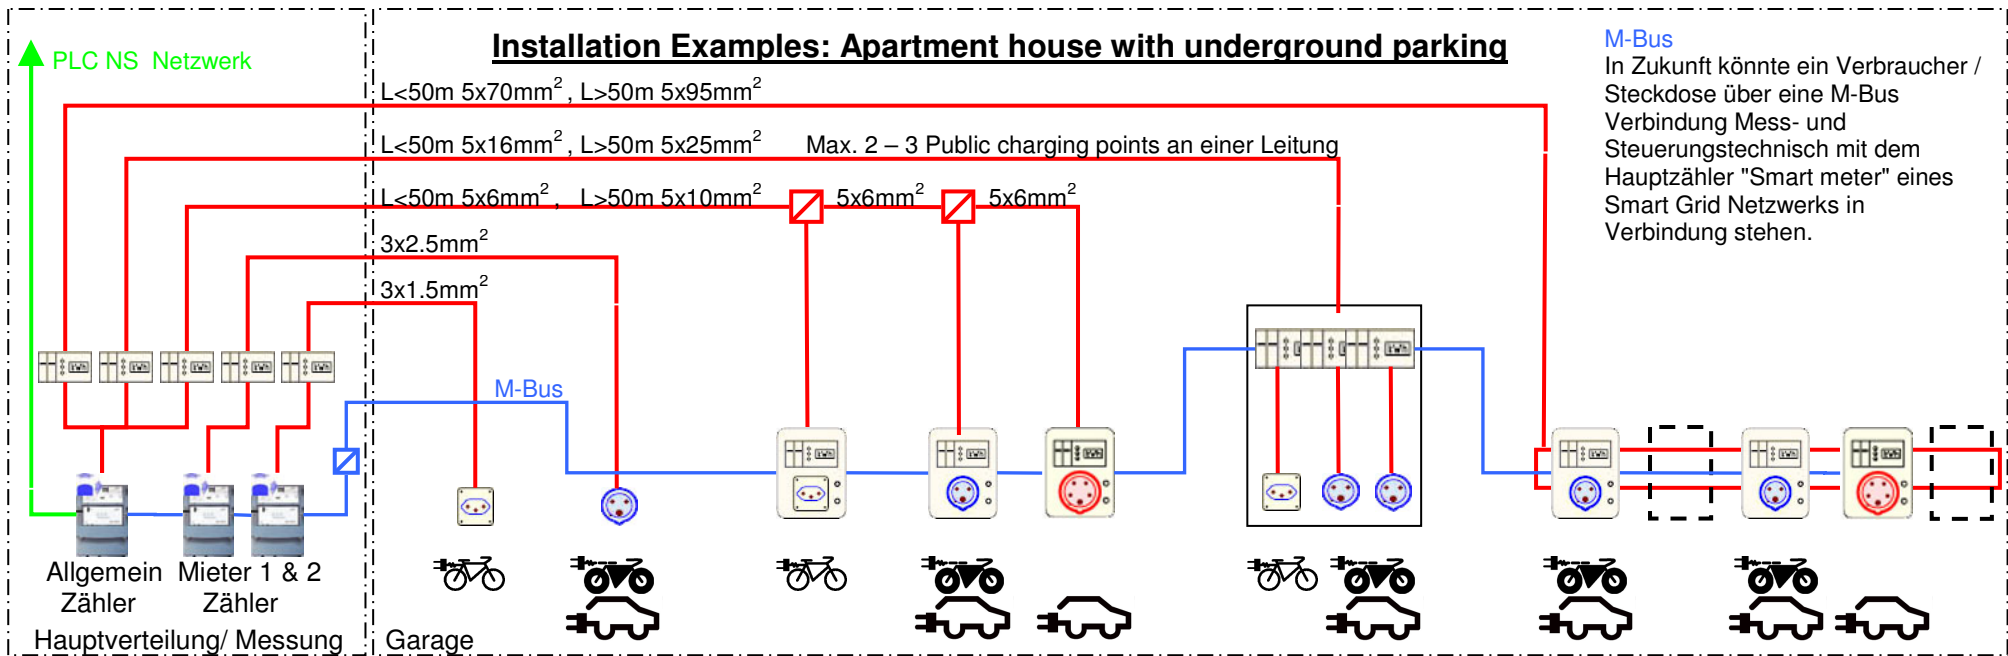 Installation Examples: Apartment house with underground parking
PLC NS Netzwerk
L<50m 5x70mm², L>50m 5x95mm²
L<50m 5x16mm², L>50m 5x25mm² Max. 2 – 3 Public charging points an einer Leitung
L<50m 5x6mm², L>50m 5x10mm² 5x6mm² 5x6mm²
3x2.5mm²
3x1.5mm²
M-Bus
M-Bus
In Zukunft könnte ein Verbraucher /
Steckdose über eine M-Bus
Verbindung Mess- und
Steuerungstechnisch mit dem
Hauptzähler "Smart meter" eines
Smart Grid Netzwerks in
Verbindung stehen.
Allgemein
Zähler
Mieter 1 & 2
Zähler
Hauptverteilung/ Messung
Garage